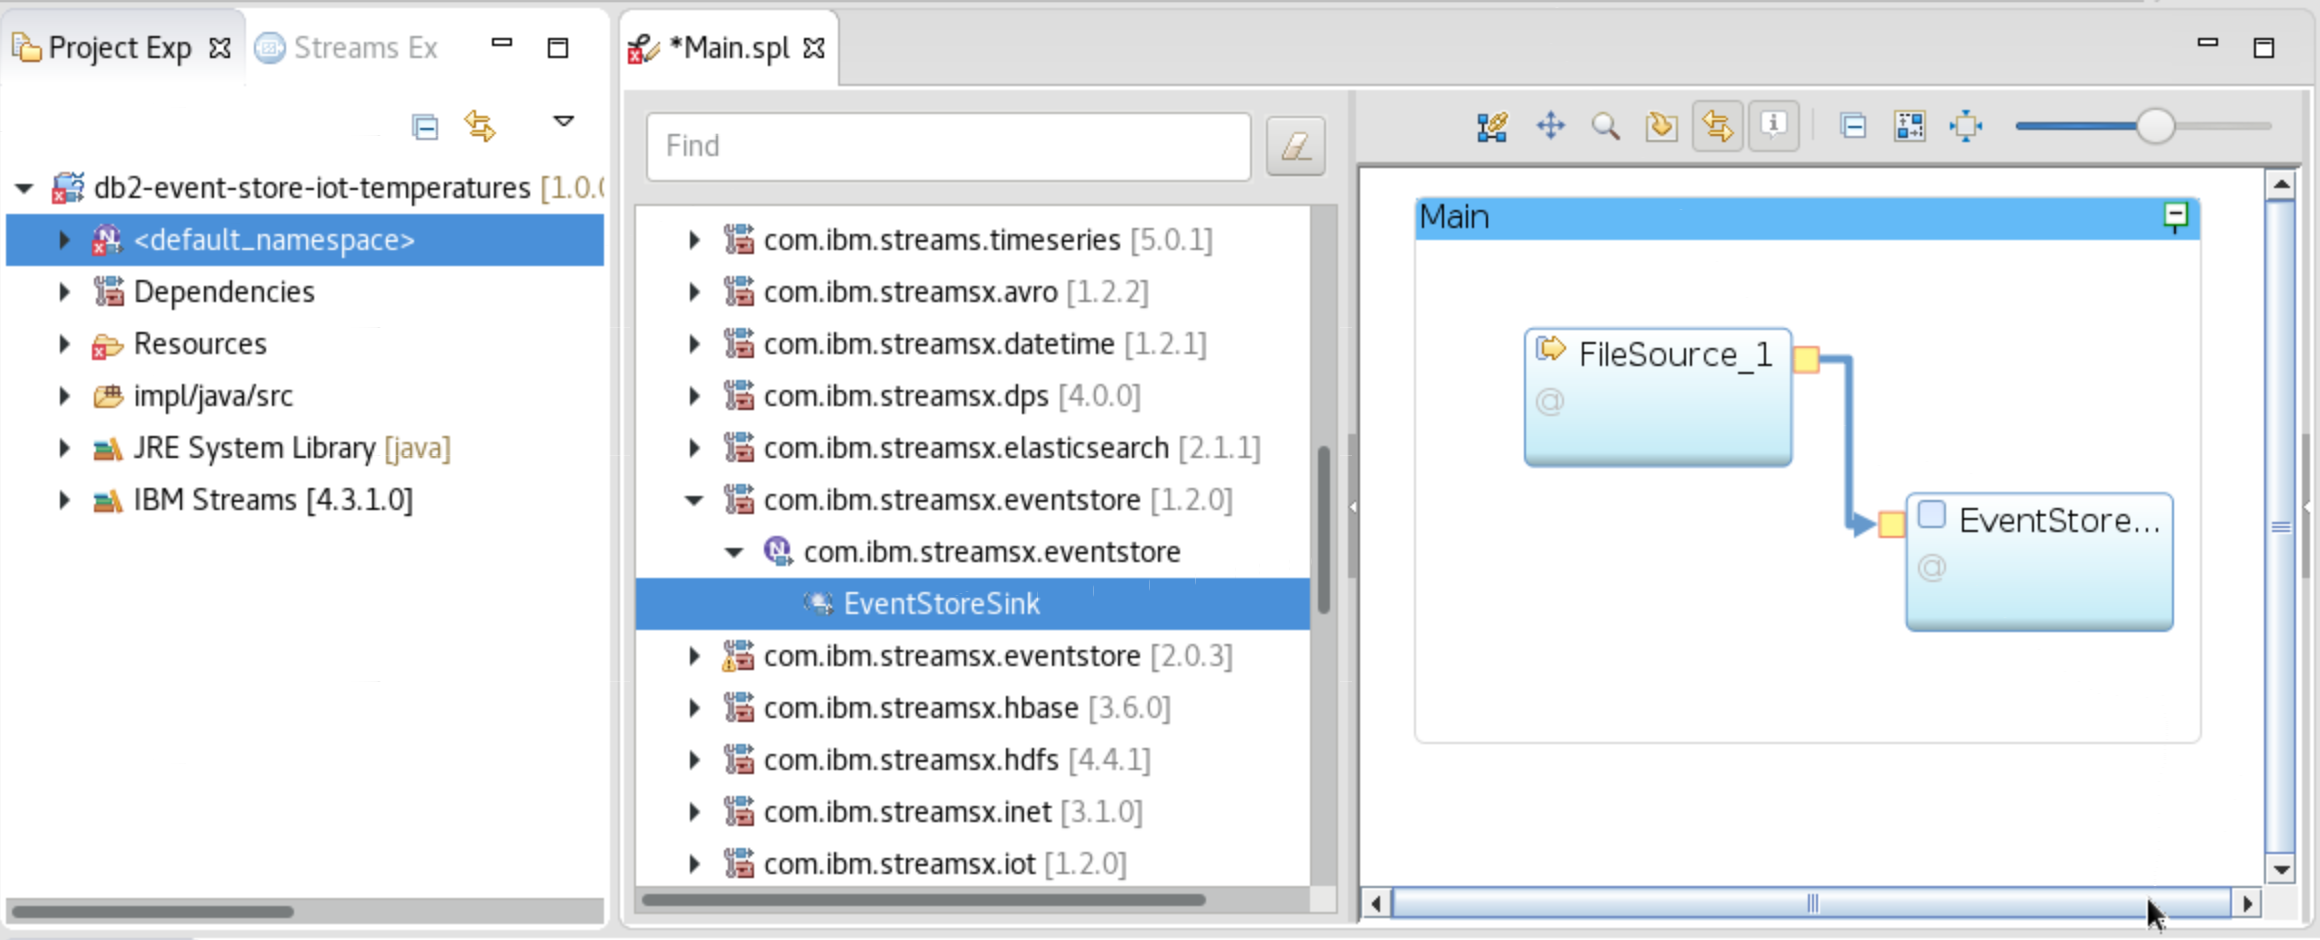 Project Exp
Streams Ex
db2-event-store-iot-temperatures [1.0.0
<default_namespace>
Dependencies
Resources
impl/java/src
JRE System Library [java]
IBM Streams [4.3.1.0]
*Main.spl
Find
com.ibm.streams.timeseries [5.0.1]
com.ibm.streamsx.avro [1.2.2]
com.ibm.streamsx.datetime [1.2.1]
com.ibm.streamsx.dps [4.0.0]
com.ibm.streamsx.elasticsearch [2.1.1]
com.ibm.streamsx.eventstore [1.2.0]
com.ibm.streamsx.eventstore
EventStoreSink
com.ibm.streamsx.eventstore [2.0.3]
com.ibm.streamsx.hbase [3.6.0]
com.ibm.streamsx.hdfs [4.4.1]
com.ibm.streamsx.inet [3.1.0]
com.ibm.streamsx.iot [1.2.0]
Main
FileSource_1
@
EventStore...
@